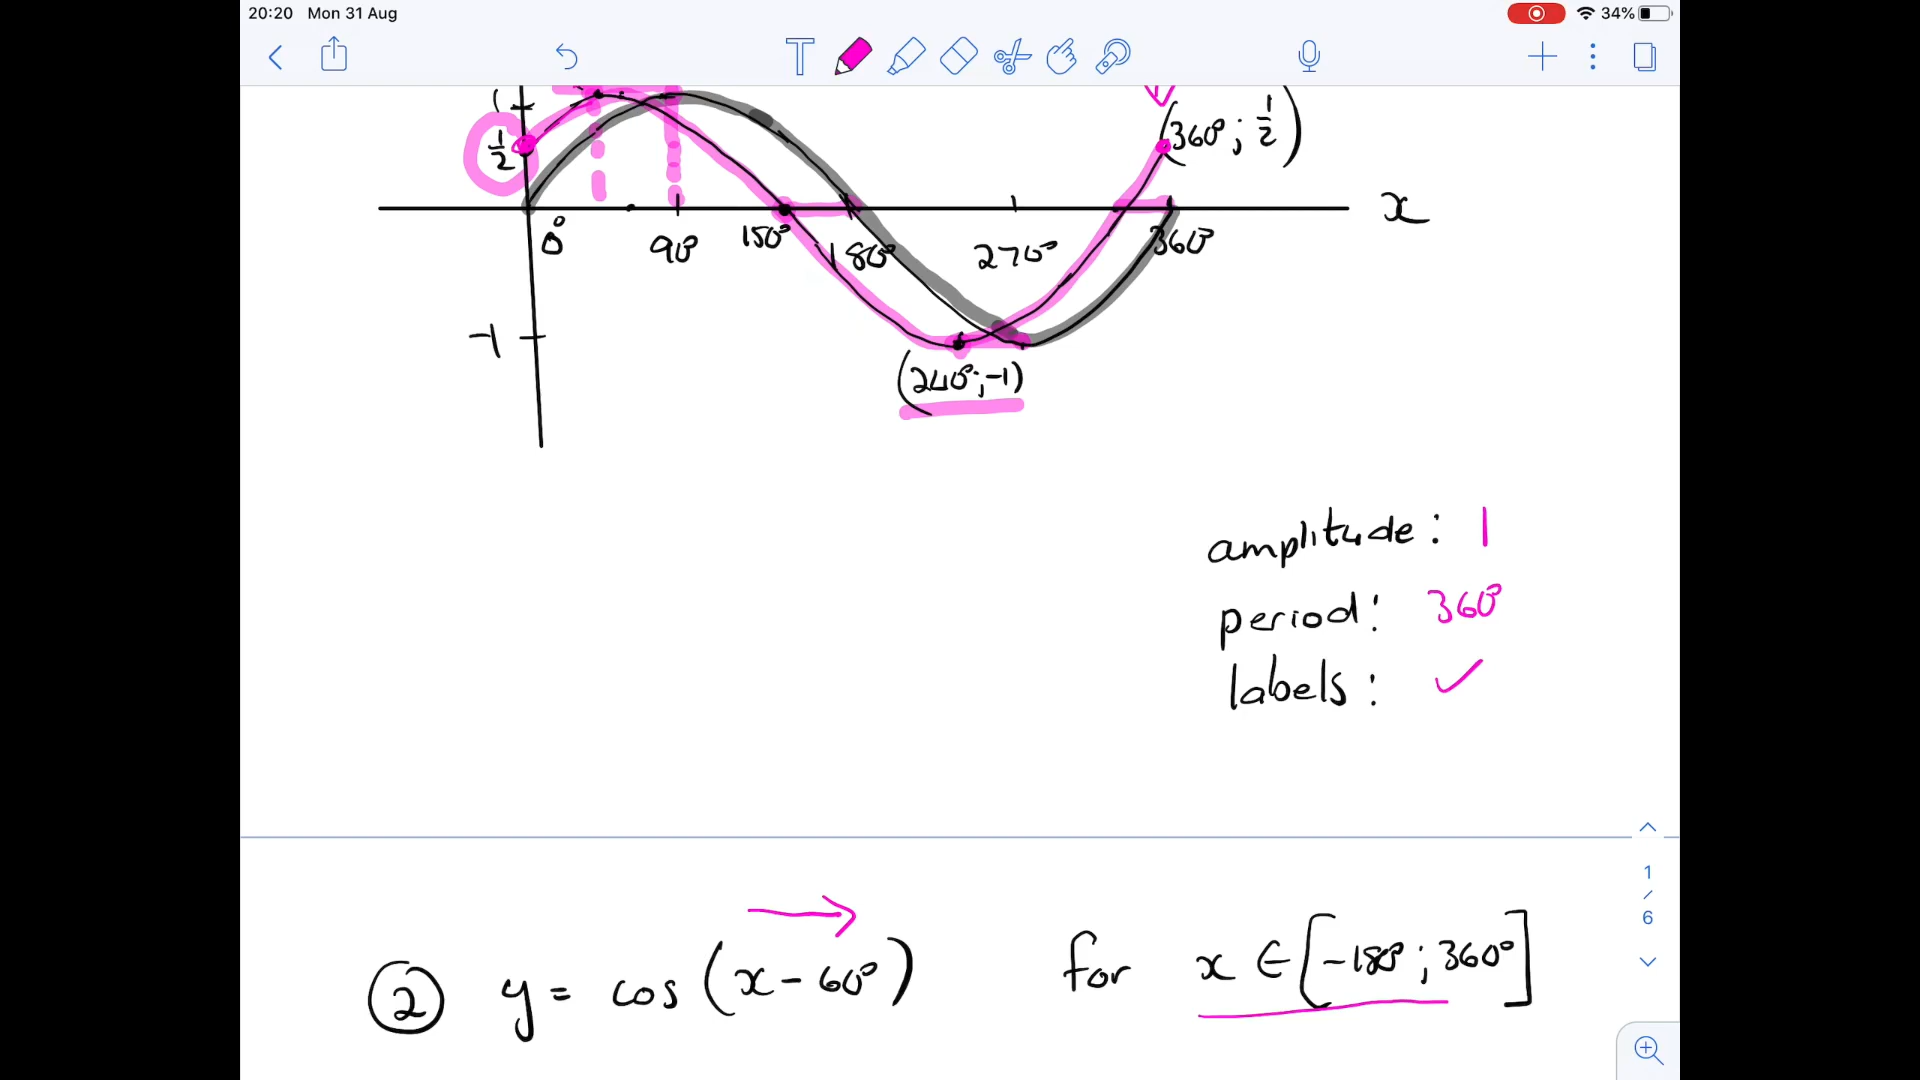 20:20 Mon 31 Aug
34%
1
1/2
(360°; 1/2)
x
0° 90° 150° 180° 270° 360°
-1
(240°;-1)
amplitude: 1
period: 360°
labels: ✓
1
/
6
② y = cos (x - 60°) for x ∈ [-180°; 360°]